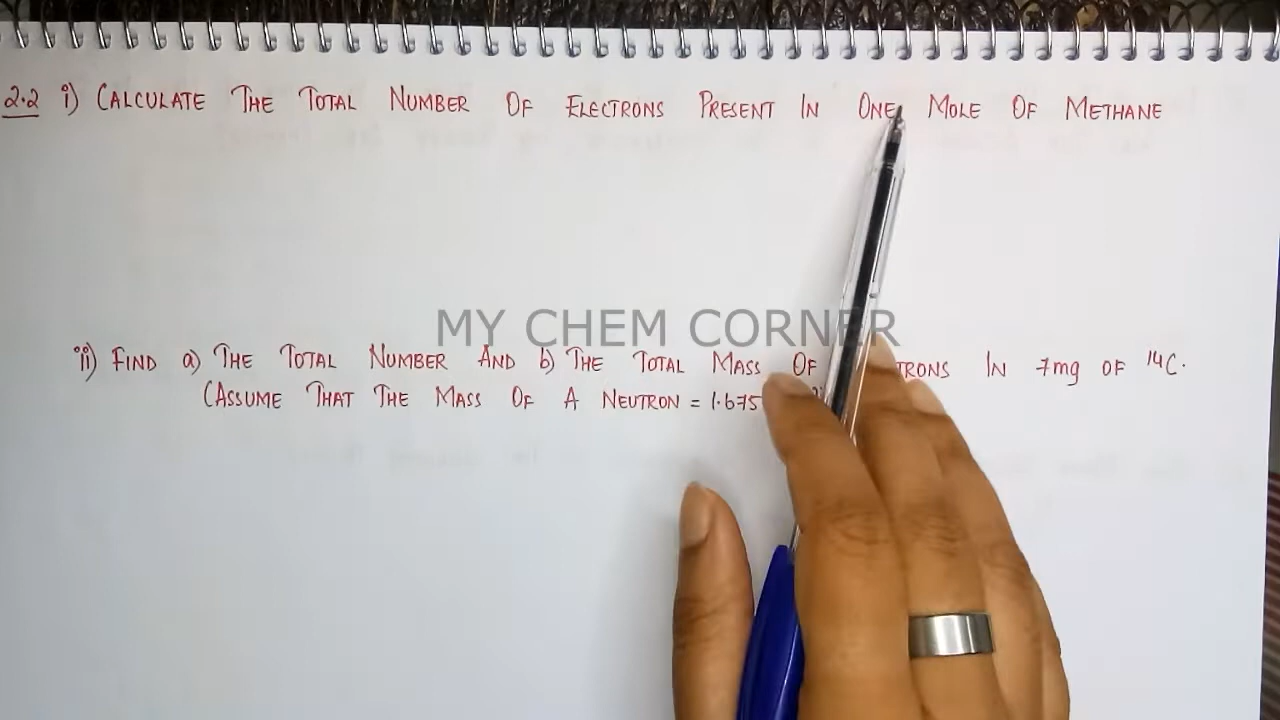 2.2 i) CALCULATE THE TOTAL NUMBER OF ELECTRONS PRESENT IN ONE MOLE OF METHANE
MY CHEM CORNER
ii) FIND a) THE TOTAL NUMBER AND b) THE TOTAL MASS OF TRONS IN 7mg OF ¹⁴C.
(ASSUME THAT THE MASS OF A NEUTRON = 1.675